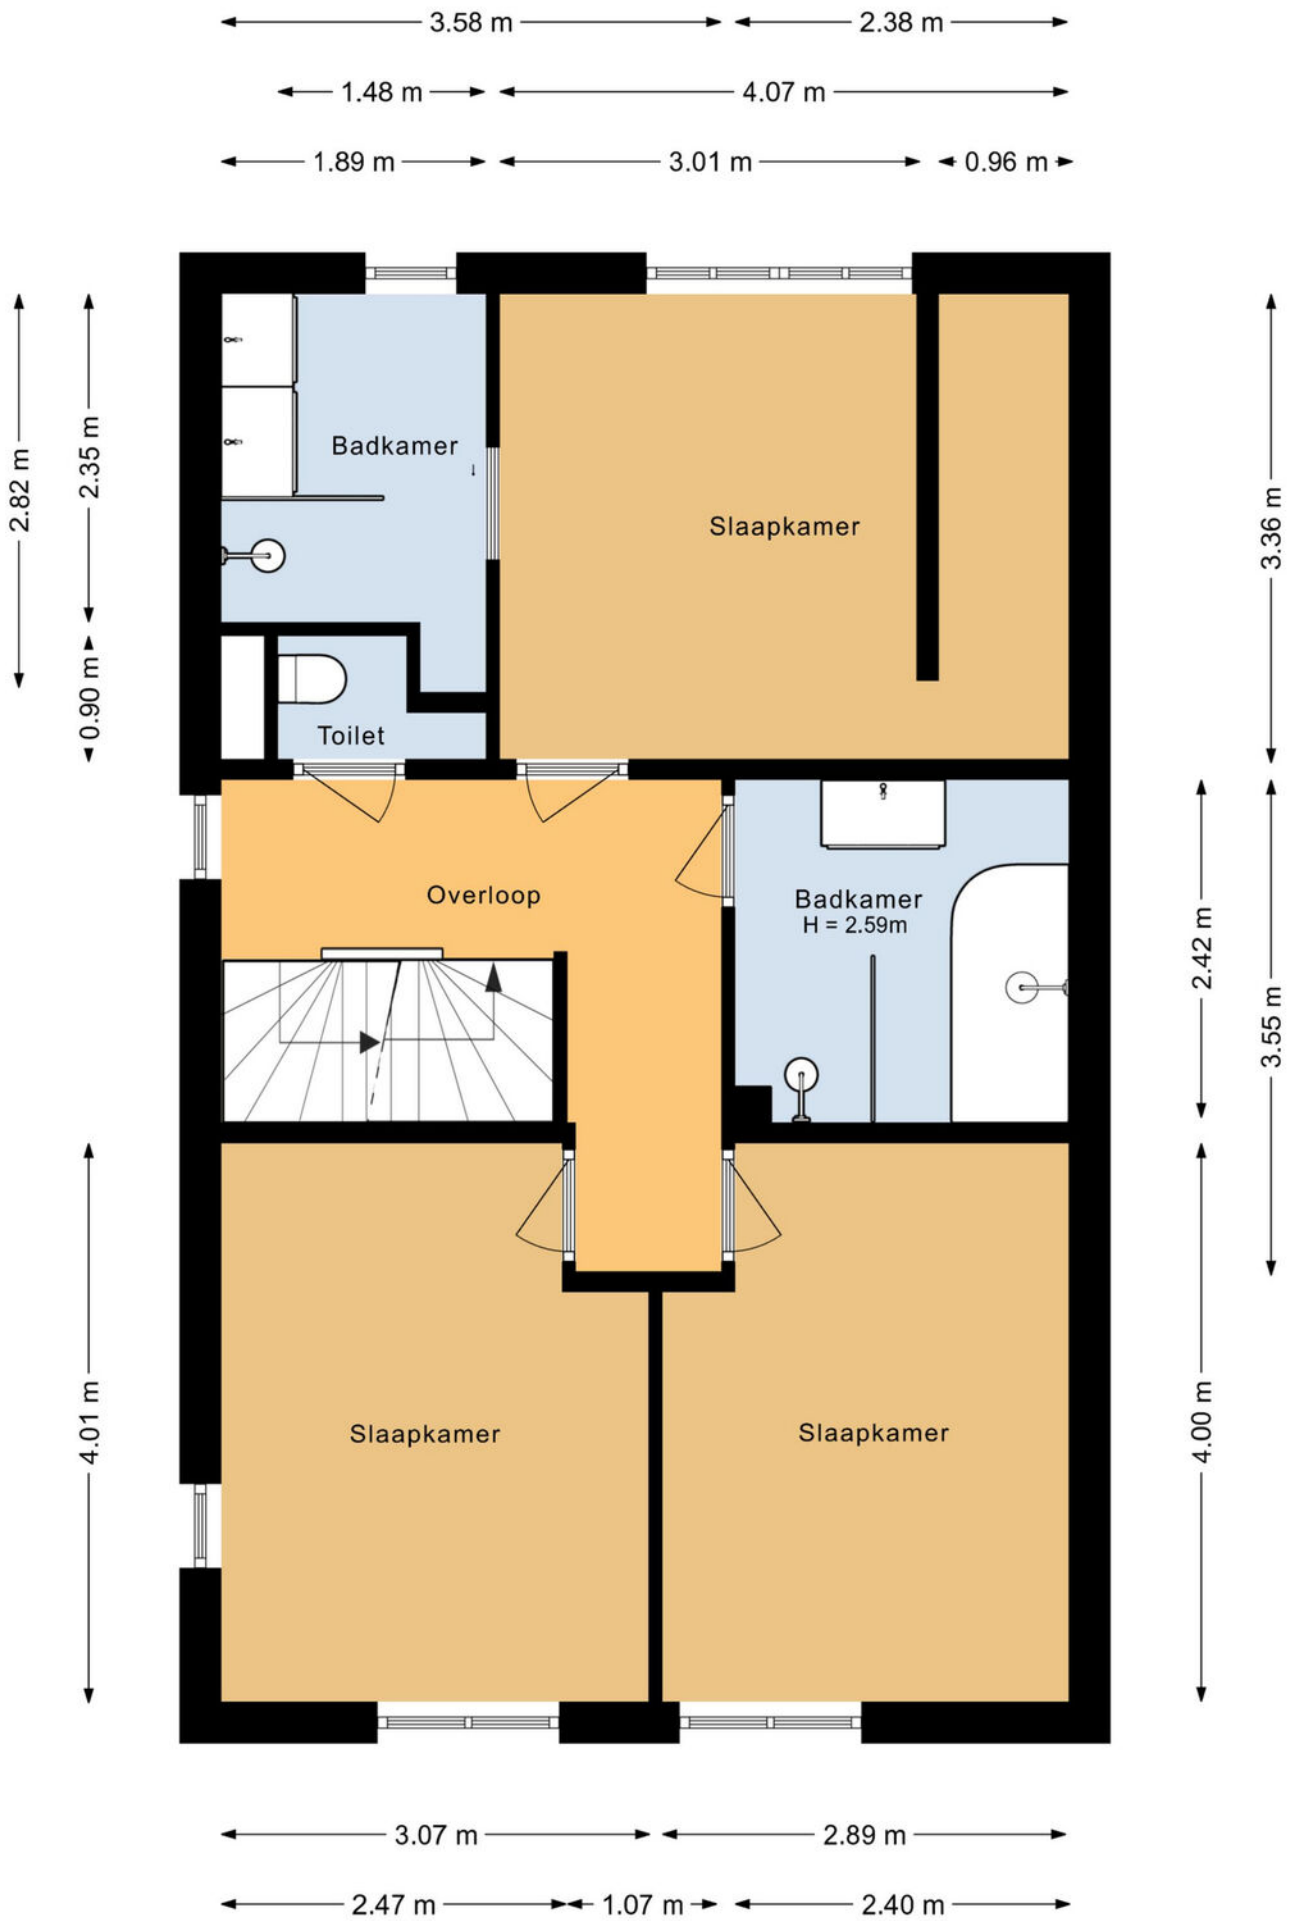 3.58 m 2.38 m
1.48 m 4.07 m
1.89 m 3.01 m 0.96 m
2.82 m
2.35 m
0.90 m
Badkamer
Slaapkamer
3.36 m
Toilet
Overloop
Badkamer
H = 2.59m
2.42 m
3.55 m
4.01 m
Slaapkamer
Slaapkamer
4.00 m
3.07 m 2.89 m
2.47 m 1.07 m 2.40 m